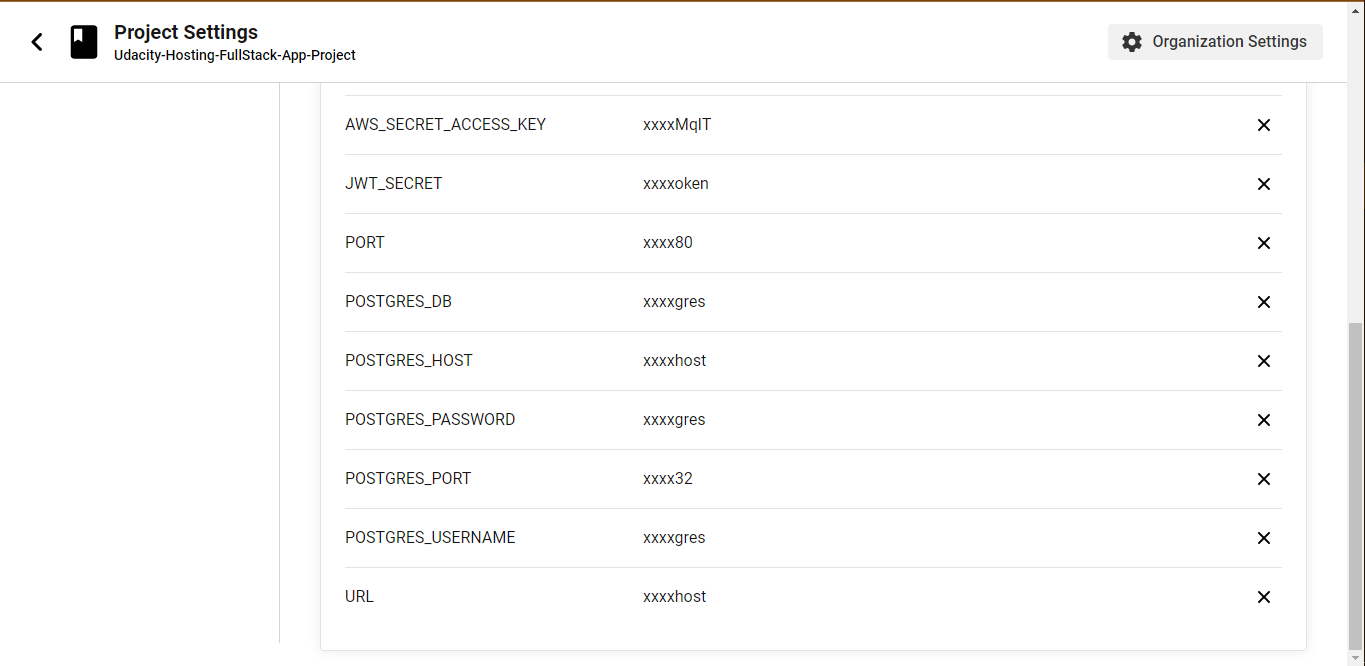 Project Settings
Udacity-Hosting-FullStack-App-Project
Organization Settings
AWS_SECRET_ACCESS_KEY xxxxMqlT
JWT_SECRET xxxxoken
PORT xxxx80
POSTGRES_DB xxxxgres
POSTGRES_HOST xxxxhost
POSTGRES_PASSWORD xxxxgres
POSTGRES_PORT xxxx32
POSTGRES_USERNAME xxxxgres
URL xxxxhost